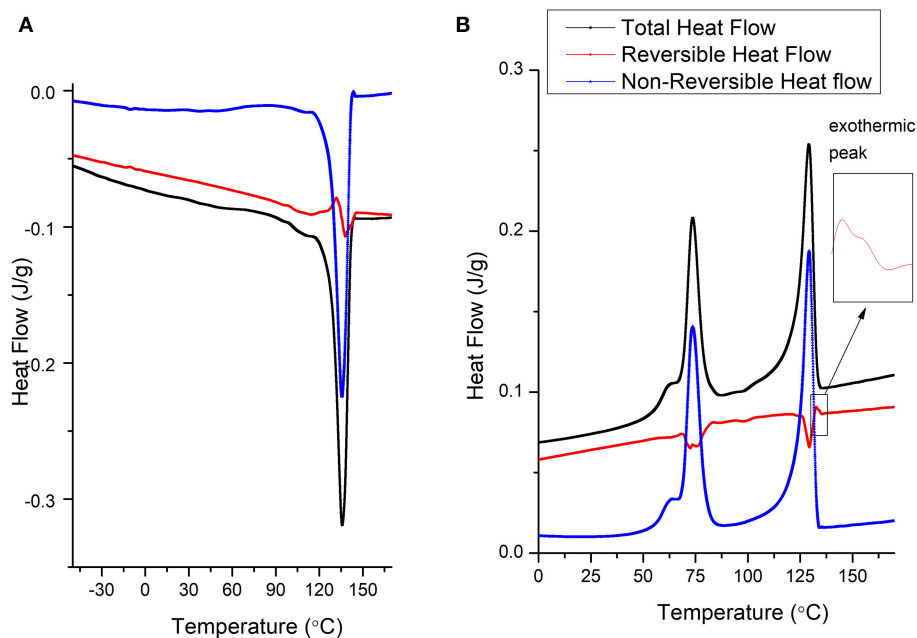 A
0.0
-0.1
-0.2
-0.3
Heat Flow (J/g)
-30 0 30 60 90 120 150
Temperature (°C)
B
Total Heat Flow
Reversible Heat Flow
Non-Reversible Heat flow
exothermic
peak
0.3
0.2
0.1
0.0
Heat Flow (J/g)
0 25 50 75 100 125 150
Temperature (°C)